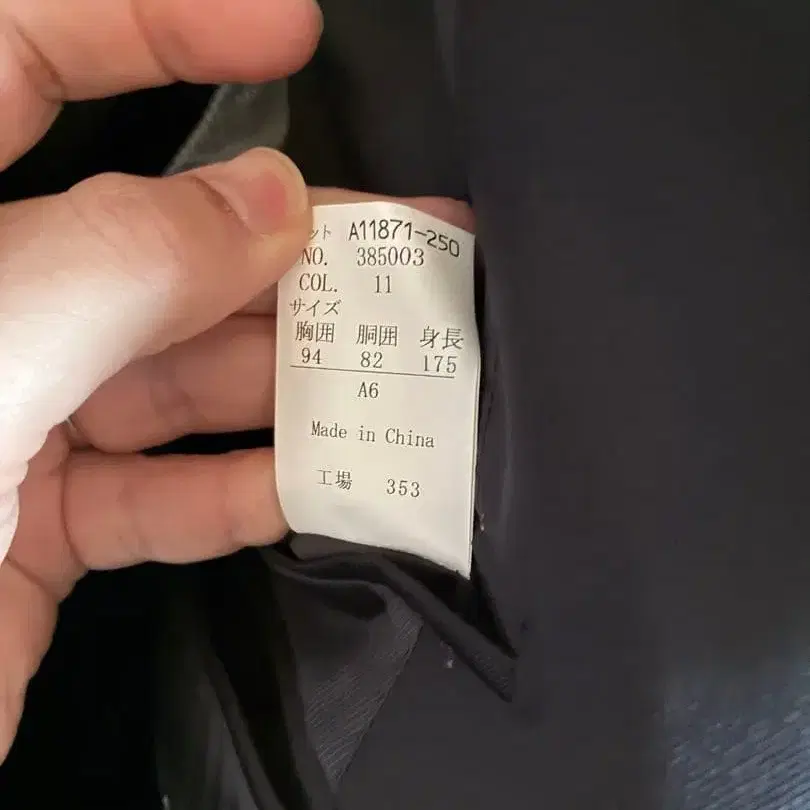 ット A11871-250
NO. 385003
COL. 11
サイズ
胸囲 胴囲 身長
94 82 175
A6
Made in China
工場 353